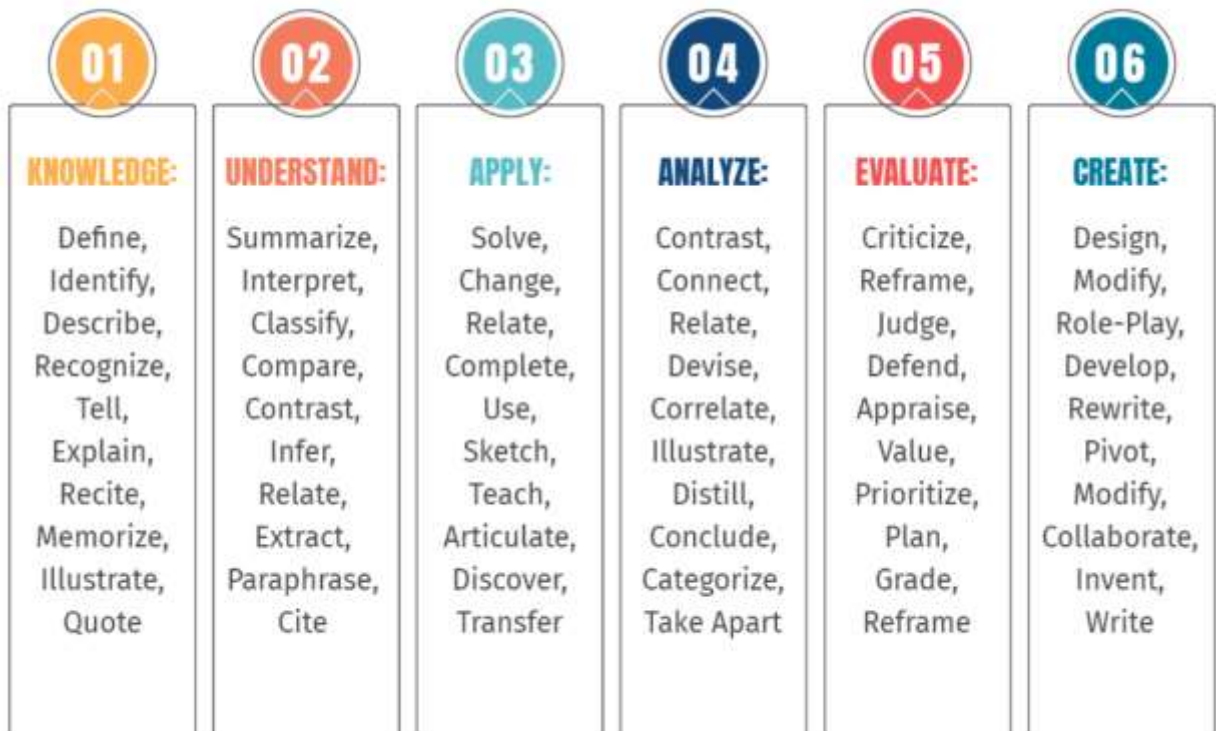 01
KNOWLEDGE:
Define,
Identify,
Describe,
Recognize,
Tell,
Explain,
Recite,
Memorize,
Illustrate,
Quote
02
UNDERSTAND:
Summarize,
Interpret,
Classify,
Compare,
Contrast,
Infer,
Relate,
Extract,
Paraphrase,
Cite
03
APPLY:
Solve,
Change,
Relate,
Complete,
Use,
Sketch,
Teach,
Articulate,
Discover,
Transfer
04
ANALYZE:
Contrast,
Connect,
Relate,
Devise,
Correlate,
Illustrate,
Distill,
Conclude,
Categorize,
Take Apart
05
EVALUATE:
Criticize,
Reframe,
Judge,
Defend,
Appraise,
Value,
Prioritize,
Plan,
Grade,
Reframe
06
CREATE:
Design,
Modify,
Role-Play,
Develop,
Rewrite,
Pivot,
Modify,
Collaborate,
Invent,
Write